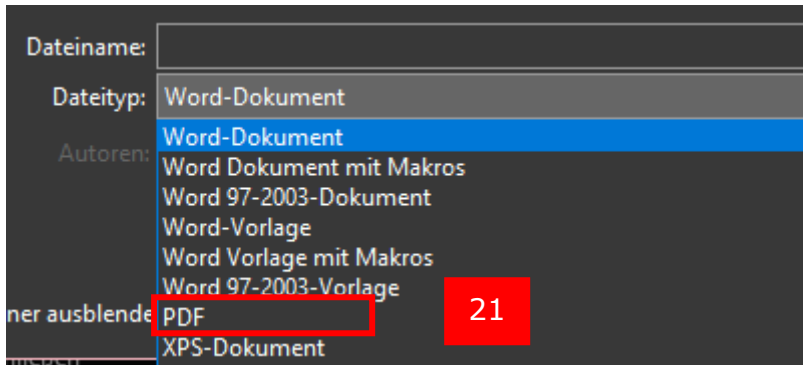 Dateiname:
Dateityp: Word-Dokument
Autoren: Word-Dokument
Word Dokument mit Makros
Word 97-2003-Dokument
Word-Vorlage
Word Vorlage mit Makros
Word 97-2003-Vorlage
ner ausblende PDF 21
XPS-Dokument